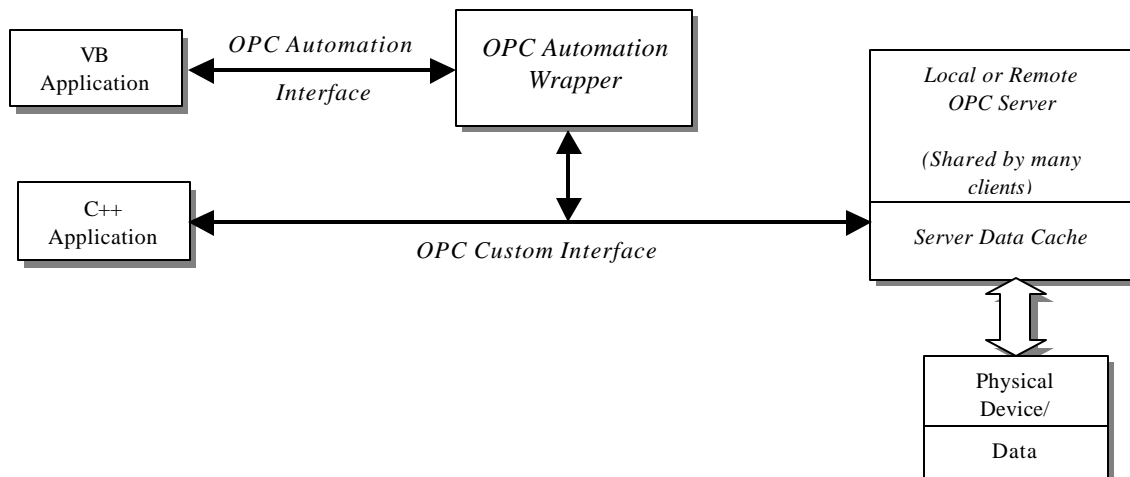 VB
Application
OPC Automation
Interface
OPC Automation
Wrapper
Local or Remote
OPC Server
(Shared by many
clients)
C++
Application
OPC Custom Interface
Server Data Cache
Physical
Device/
Data